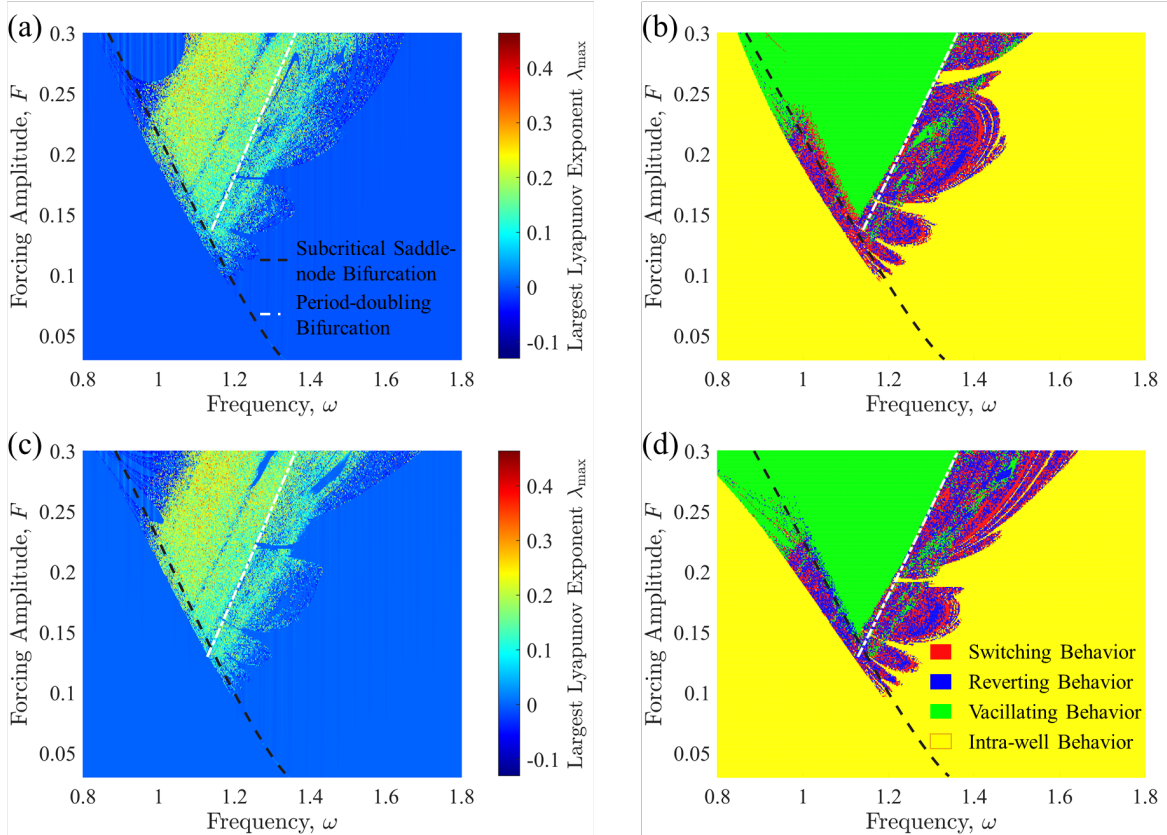 (a)
0.3
0.25
0.2
0.15
0.1
0.05
Forcing Amplitude, F
0.8 1 1.2 1.4 1.6 1.8
Frequency, ω
Subcritical Saddle-
node Bifurcation
Period-doubling
Bifurcation
0.4
0.3
0.2
0.1
0
-0.1
Largest Lyapunov Exponent λmax
(b)
0.3
0.25
0.2
0.15
0.1
0.05
Forcing Amplitude, F
0.8 1 1.2 1.4 1.6 1.8
Frequency, ω
(c)
0.3
0.25
0.2
0.15
0.1
0.05
Forcing Amplitude, F
0.8 1 1.2 1.4 1.6 1.8
Frequency, ω
0.4
0.3
0.2
0.1
0
-0.1
Largest Lyapunov Exponent λmax
(d)
0.3
0.25
0.2
0.15
0.1
0.05
Forcing Amplitude, F
0.8 1 1.2 1.4 1.6 1.8
Frequency, ω
Switching Behavior
Reverting Behavior
Vacillating Behavior
Intra-well Behavior